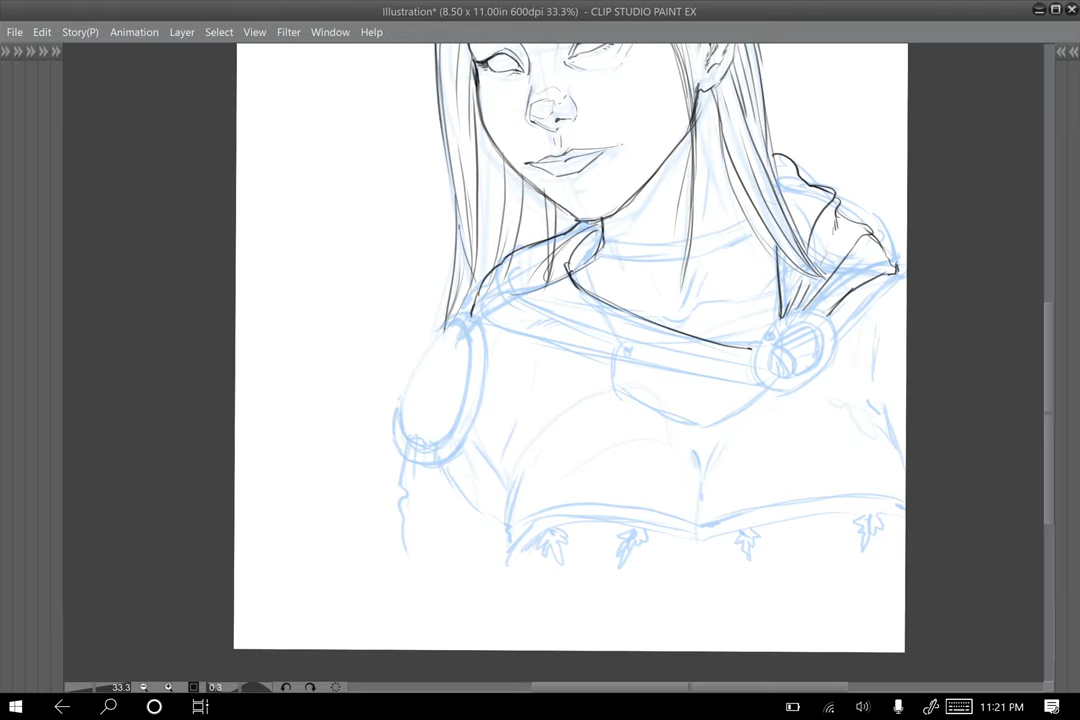 Illustration* (8.50 x 11.00in 600dpi 33.3%) - CLIP STUDIO PAINT EX
File Edit Story(P) Animation Layer Select View Filter Window Help
33.3 0.3
11:21 PM